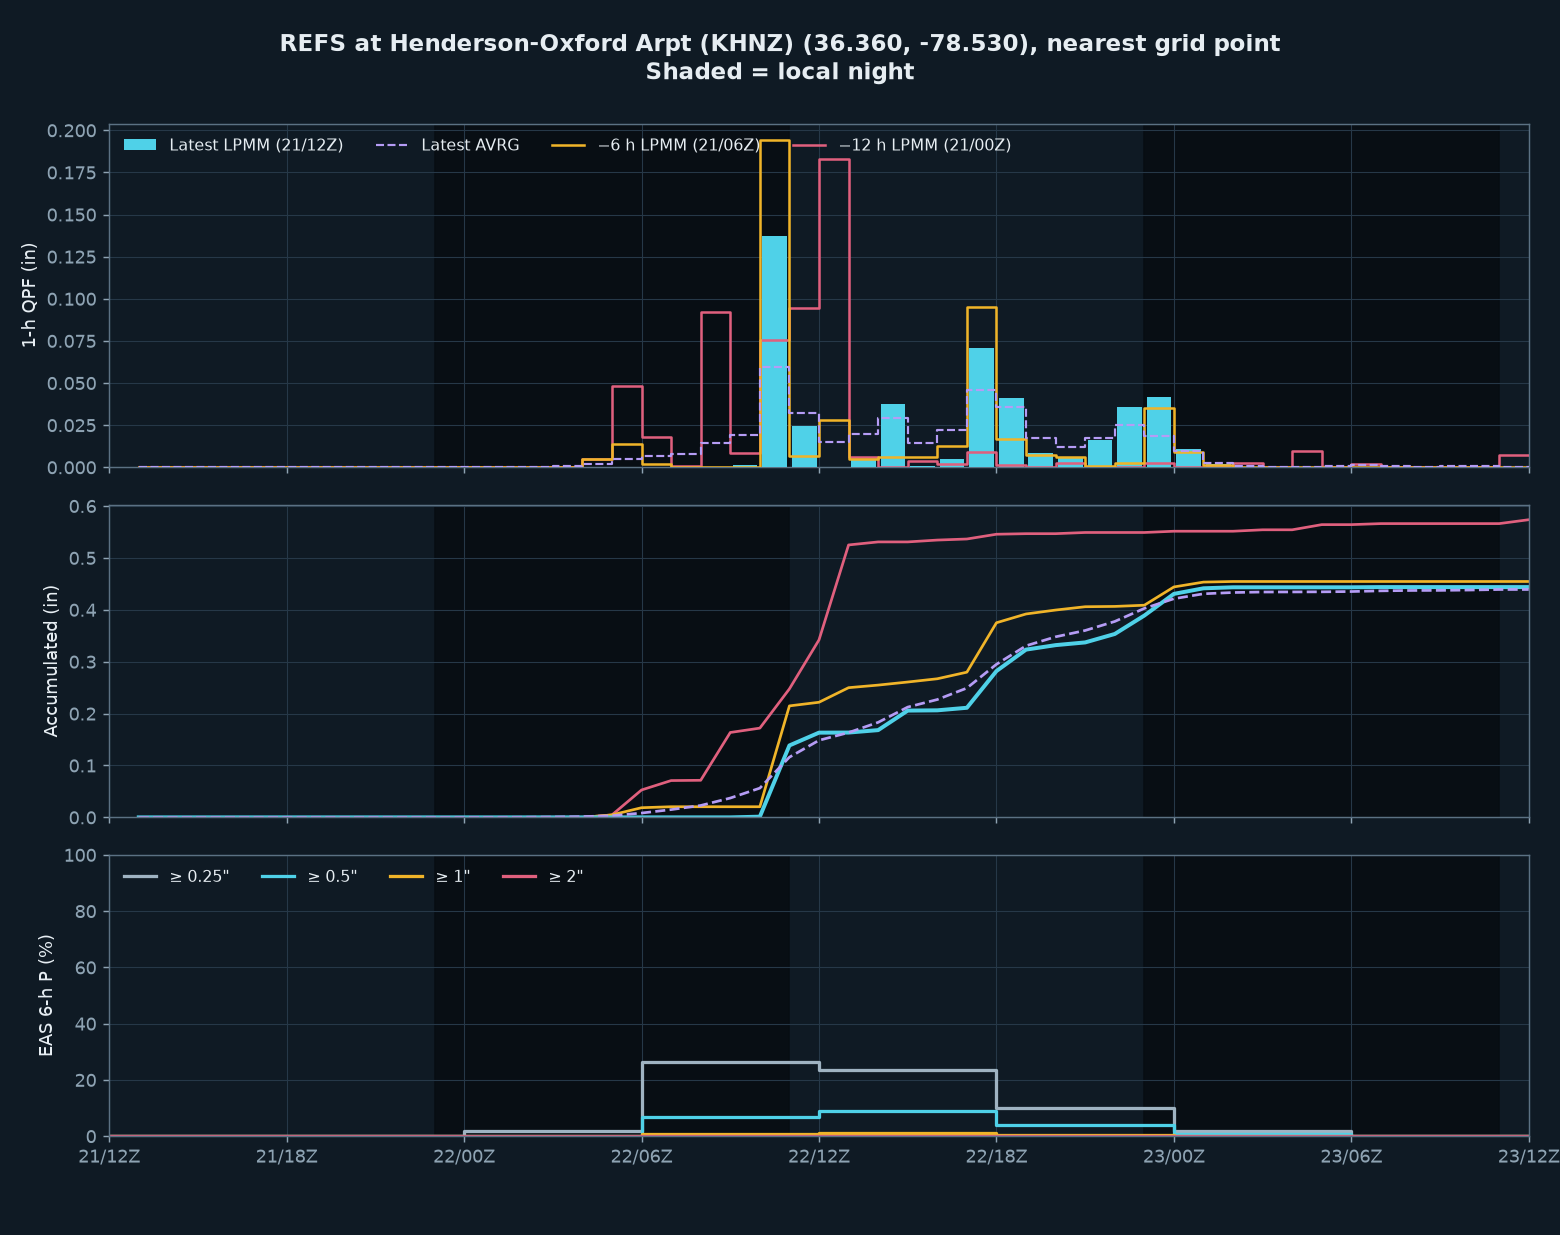 REFS at Henderson-Oxford Arpt (KHNZ) (36.360, -78.530), nearest grid point
Shaded = local night
Latest LPMM (21/12Z) Latest AVRG −6 h LPMM (21/06Z) −12 h LPMM (21/00Z)
1-h QPF (in)
0.200
0.175
0.150
0.125
0.100
0.075
0.050
0.025
0.000
Accumulated (in)
0.6
0.5
0.4
0.3
0.2
0.1
0.0
≥ 0.25" ≥ 0.5" ≥ 1" ≥ 2"
EAS 6-h P (%)
100
80
60
40
20
0
21/12Z 21/18Z 22/00Z 22/06Z 22/12Z 22/18Z 23/00Z 23/06Z 23/12Z